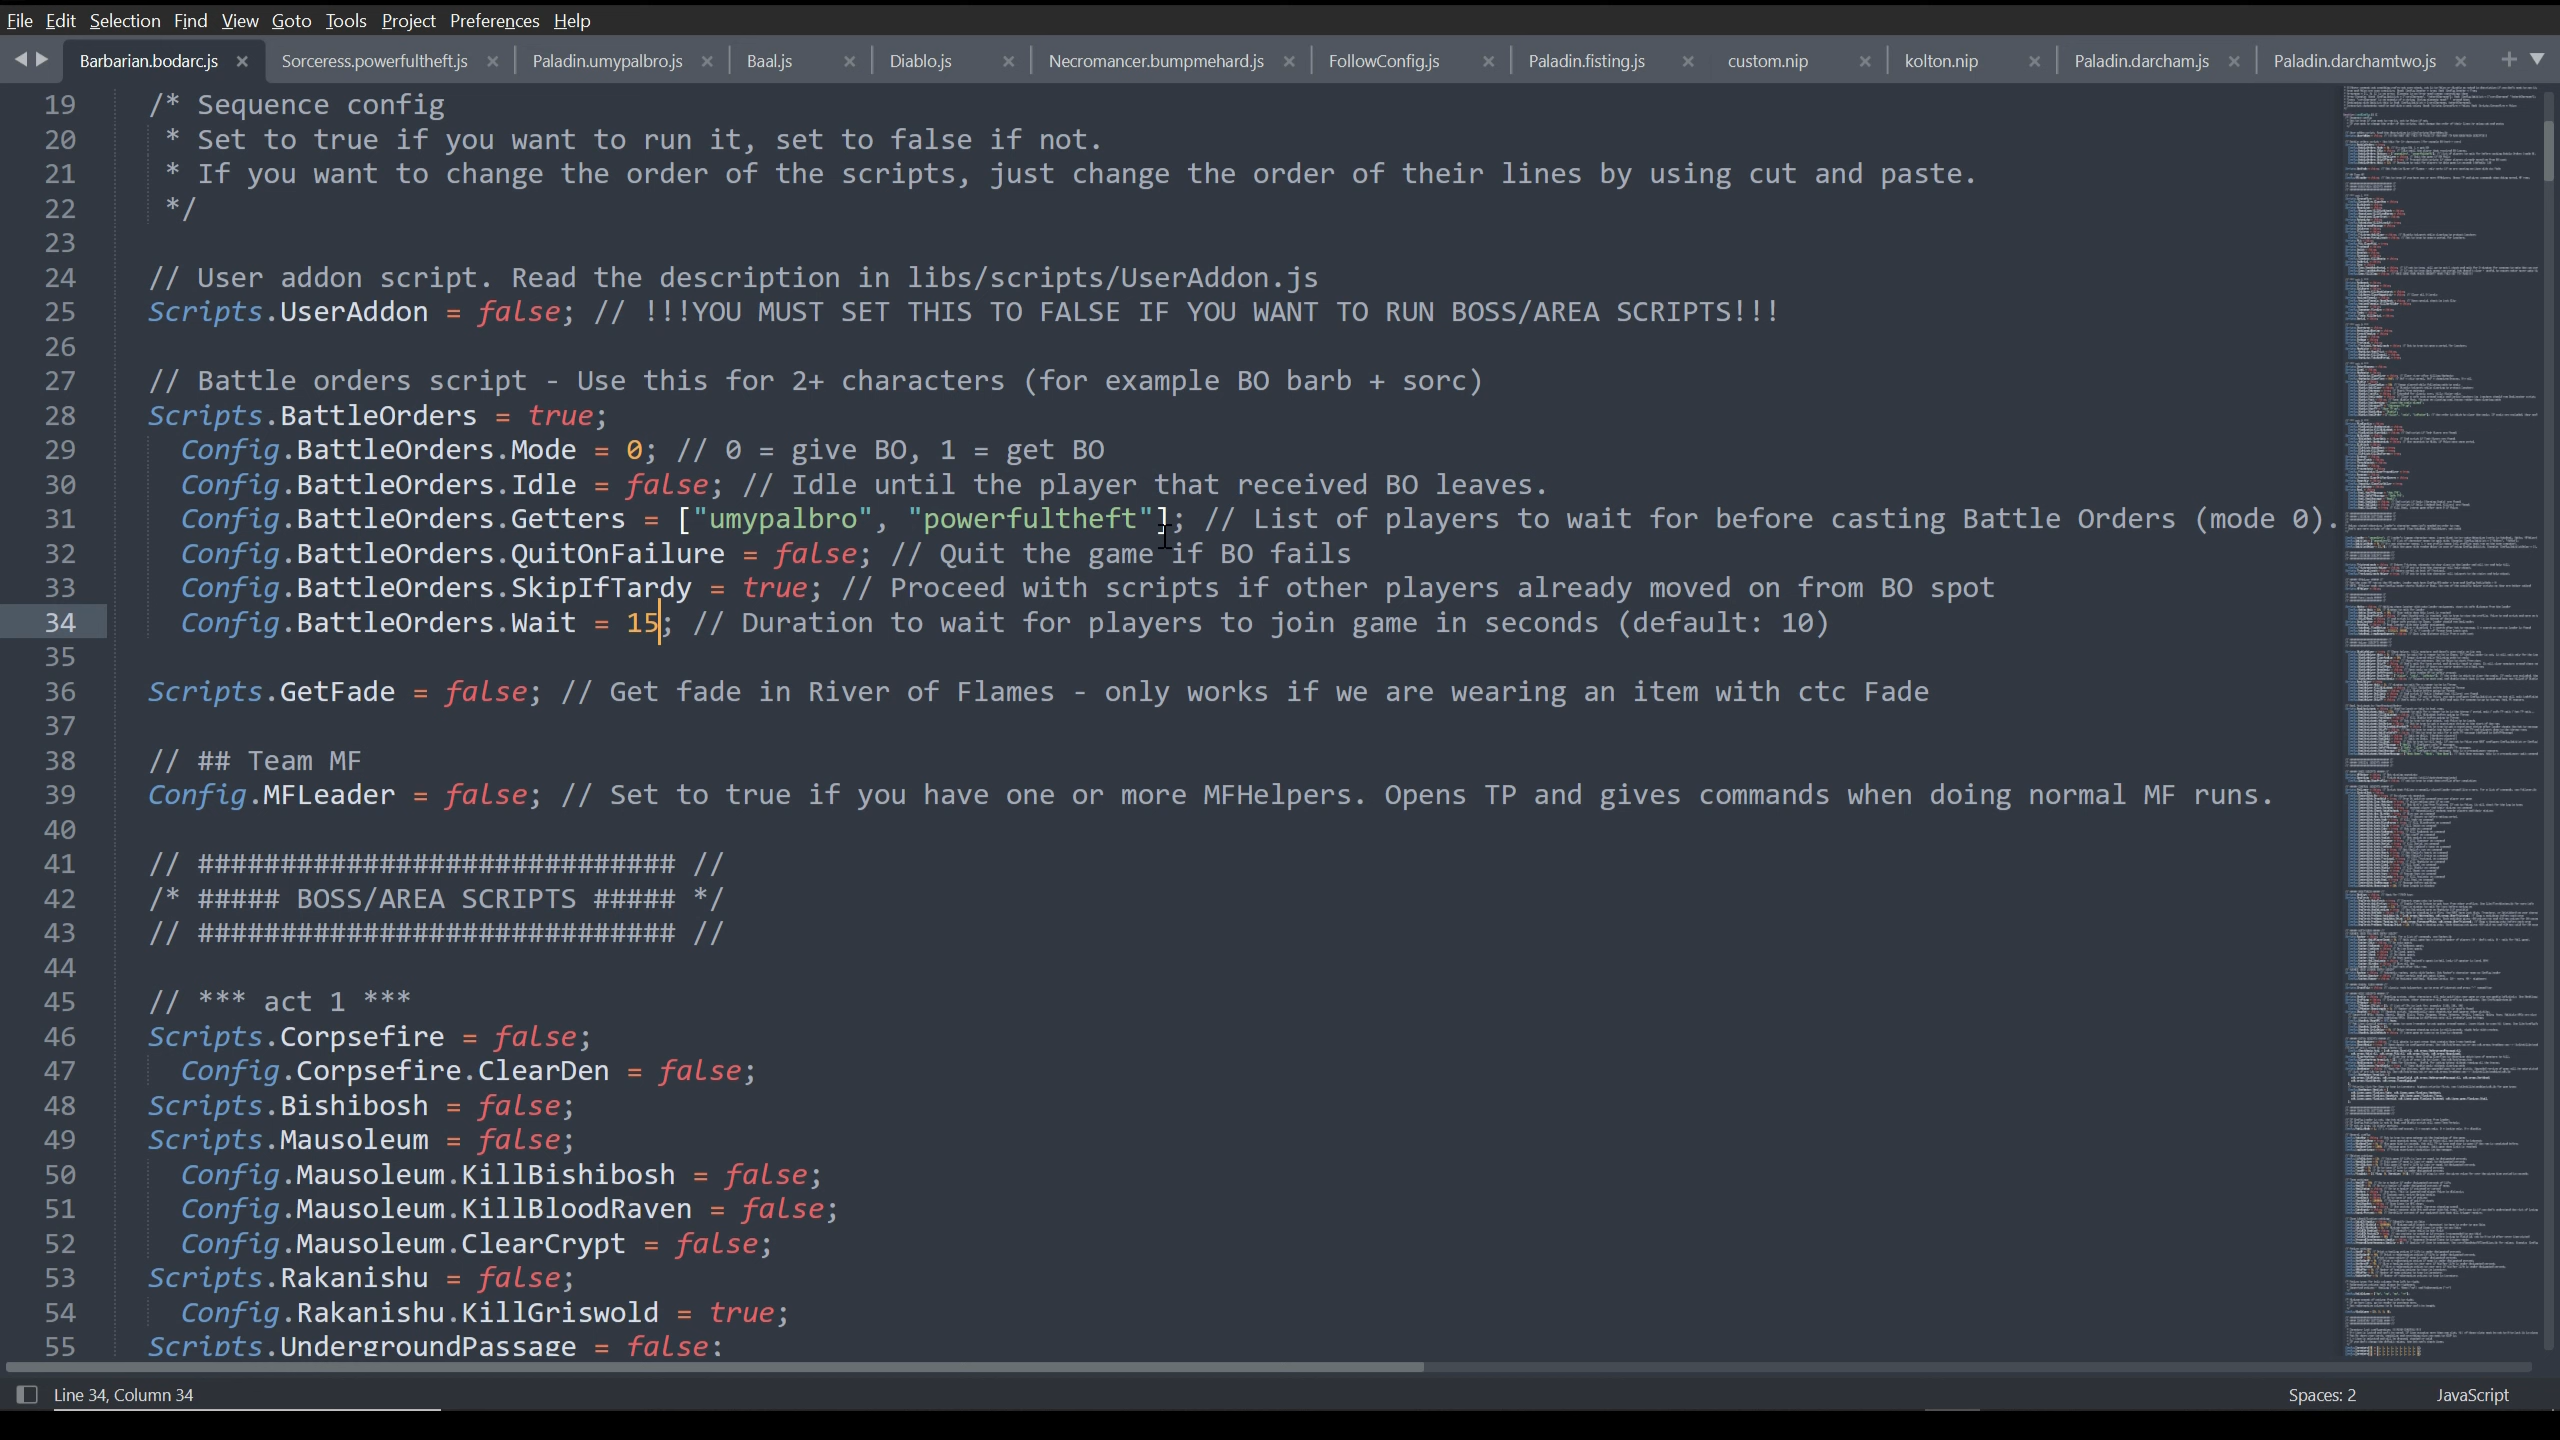 File Edit Selection Find View Goto Tools Project Preferences Help
Barbarian.bodarc.js Sorceress.powerfultheft.js Paladin.umypalbro.js Baal.js Diablo.js Necromancer.bumpmehard.js FollowConfig.js Paladin.fisting.js custom.nip kolton.nip Paladin.darcham.js Paladin.darchamtwo.js
19 /* Sequence config
20 * Set to true if you want to run it, set to false if not.
21 * If you want to change the order of the scripts, just change the order of their lines by using cut and paste.
22 */
23
24 // User addon script. Read the description in libs/scripts/UserAddon.js
25 Scripts.UserAddon = false; // !!!YOU MUST SET THIS TO FALSE IF YOU WANT TO RUN BOSS/AREA SCRIPTS!!!
26
27 // Battle orders script - Use this for 2+ characters (for example BO barb + sorc)
28 Scripts.BattleOrders = true;
29 Config.BattleOrders.Mode = 0; // 0 = give BO, 1 = get BO
30 Config.BattleOrders.Idle = false; // Idle until the player that received BO leaves.
31 Config.BattleOrders.Getters = ["umypalbro", "powerfultheft"]; // List of players to wait for before casting Battle Orders (mode 0).
32 Config.BattleOrders.QuitOnFailure = false; // Quit the game if BO fails
33 Config.BattleOrders.SkipIfTardy = true; // Proceed with scripts if other players already moved on from BO spot
34 Config.BattleOrders.Wait = 15; // Duration to wait for players to join game in seconds (default: 10)
35
36 Scripts.GetFade = false; // Get fade in River of Flames - only works if we are wearing an item with ctc Fade
37
38 // ## Team MF
39 Config.MFLeader = false; // Set to true if you have one or more MFHelpers. Opens TP and gives commands when doing normal MF runs.
40
41 // ############################# //
42 /* ##### BOSS/AREA SCRIPTS ##### */
43 // ############################# //
44
45 // *** act 1 ***
46 Scripts.Corpsefire = false;
47 Config.Corpsefire.ClearDen = false;
48 Scripts.Bishibosh = false;
49 Scripts.Mausoleum = false;
50 Config.Mausoleum.KillBishibosh = false;
51 Config.Mausoleum.KillBloodRaven = false;
52 Config.Mausoleum.ClearCrypt = false;
53 Scripts.Rakanishu = false;
54 Config.Rakanishu.KillGriswold = true;
55 Scripts.UndergroundPassage = false;
Line 34, Column 34 Spaces: 2 JavaScript